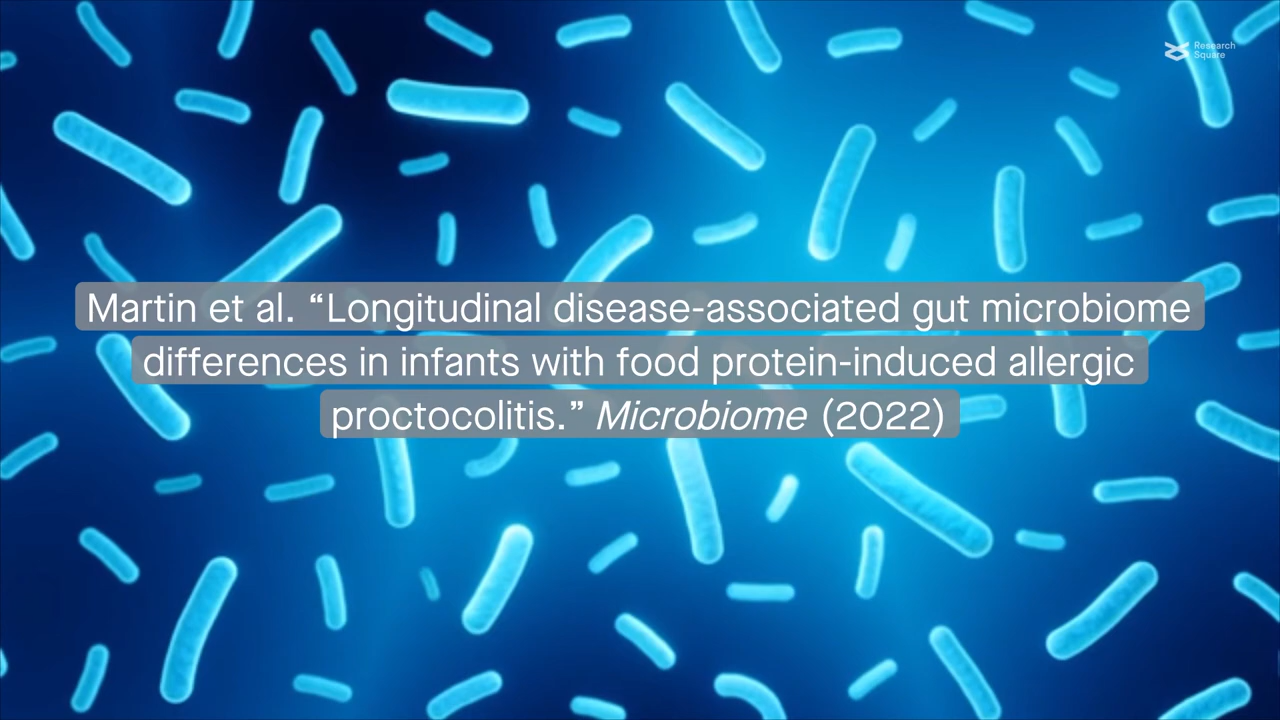 Research
Square
Martin et al. “Longitudinal disease-associated gut microbiome
differences in infants with food protein-induced allergic
proctocolitis.” Microbiome (2022)